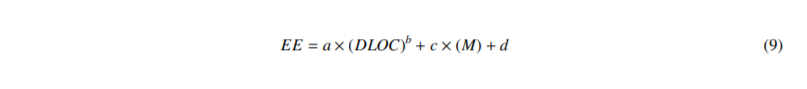 EE = a × (DLOC)^b + c × (M) + d (9)